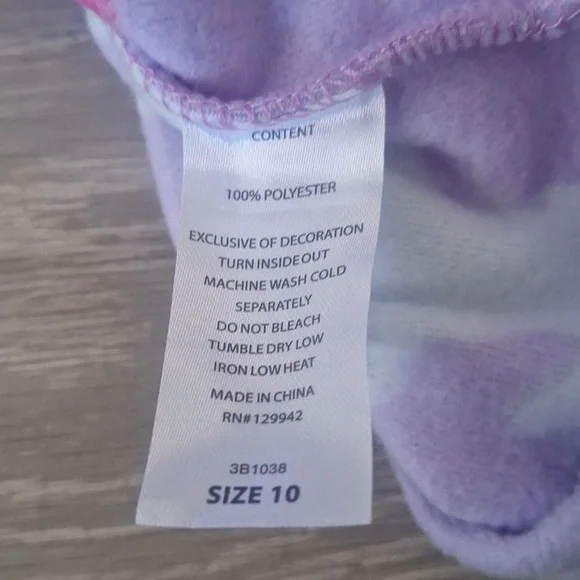 CONTENT
100% POLYESTER
EXCLUSIVE OF DECORATION
TURN INSIDE OUT
MACHINE WASH COLD
SEPARATELY
DO NOT BLEACH
TUMBLE DRY LOW
IRON LOW HEAT
MADE IN CHINA
RN#129942
3B1038
SIZE 10